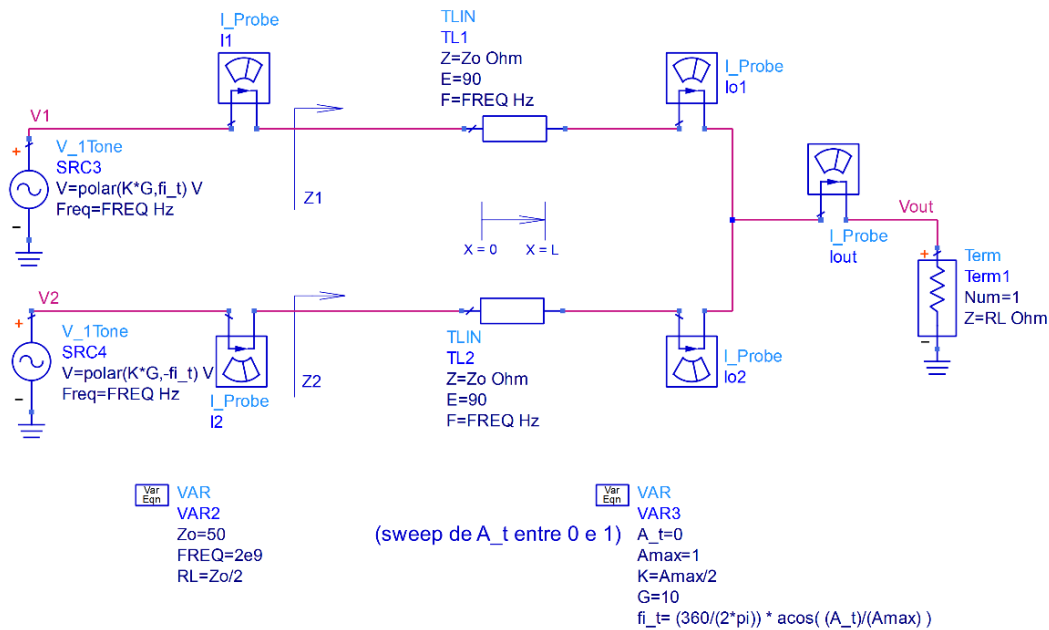 I_Probe
I1
TLIN
TL1
Z=Zo Ohm
E=90
F=FREQ Hz
I_Probe
Io1
V1
+
V_1Tone
SRC3
V=polar(K*G,fi_t) V
Freq=FREQ Hz
−
Z1
X = 0
X = L
I_Probe
Iout
Vout
+
Term
Term1
Num=1
Z=RL Ohm
−
V2
+
V_1Tone
SRC4
V=polar(K*G,-fi_t) V
Freq=FREQ Hz
−
I_Probe
I2
Z2
TLIN
TL2
Z=Zo Ohm
E=90
F=FREQ Hz
I_Probe
Io2
Var
Eqn
VAR
VAR2
Zo=50
FREQ=2e9
RL=Zo/2
(sweep de A_t entre 0 e 1)
Var
Eqn
VAR
VAR3
A_t=0
Amax=1
K=Amax/2
G=10
fi_t= (360/(2*pi)) * acos( (A_t)/(Amax) )